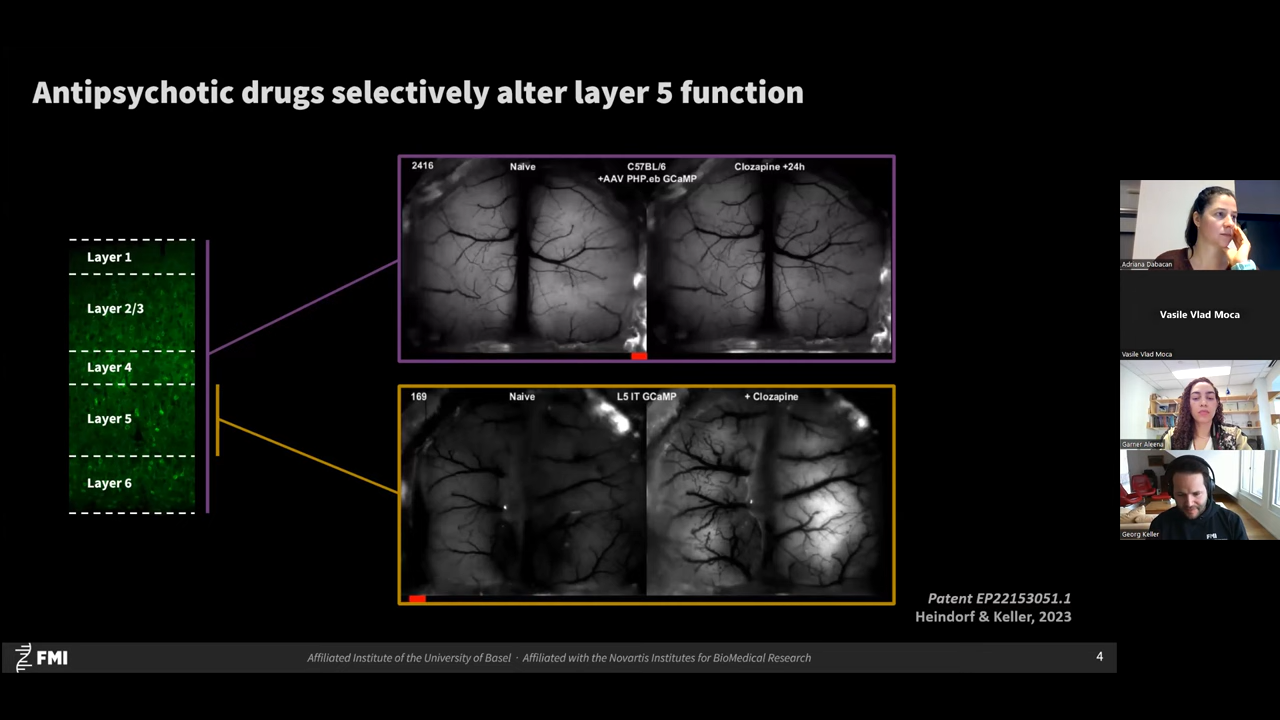 Antipsychotic drugs selectively alter layer 5 function
Layer 1
Layer 2/3
Layer 4
Layer 5
Layer 6
2416
Naïve
C57BL/6
+AAV PHP.eb GCaMP
Clozapine +24h
169
Naive
L5 IT GCaMP
+ Clozapine
Patent EP22153051.1
Heindorf & Keller, 2023
FMI
Affiliated Institute of the University of Basel · Affiliated with the Novartis Institutes for BioMedical Research
4
Adriana Dabacan
Vasile Vlad Moca
Vasile Vlad Moca
Garner Aleena
Georg Keller
FMI